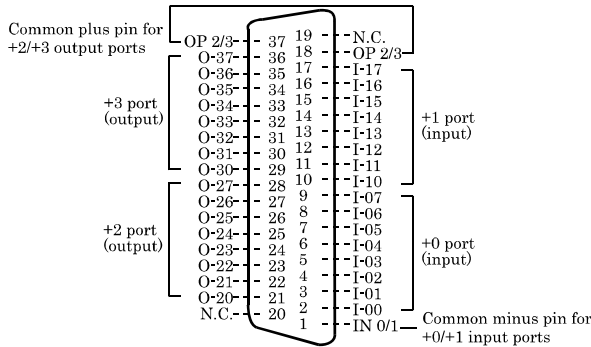 Common plus pin for
+2/+3 output ports
OP 2/3 37 19 N.C.
O-37 36 18 OP 2/3
O-36 35 17 I-17
O-35 34 16 I-16
O-34 33 15 I-15
O-33 32 14 I-14
O-32 31 13 I-13
O-31 30 12 I-12
O-30 29 11 I-11
O-27 28 10 I-10
O-26 27 9 I-07
O-25 26 8 I-06
O-24 25 7 I-05
O-23 24 6 I-04
O-22 23 5 I-03
O-21 22 4 I-02
O-20 21 3 I-01
N.C. 20 2 I-00
1 IN 0/1
+3 port
(output)
+2 port
(output)
+1 port
(input)
+0 port
(input)
Common minus pin for
+0/+1 input ports